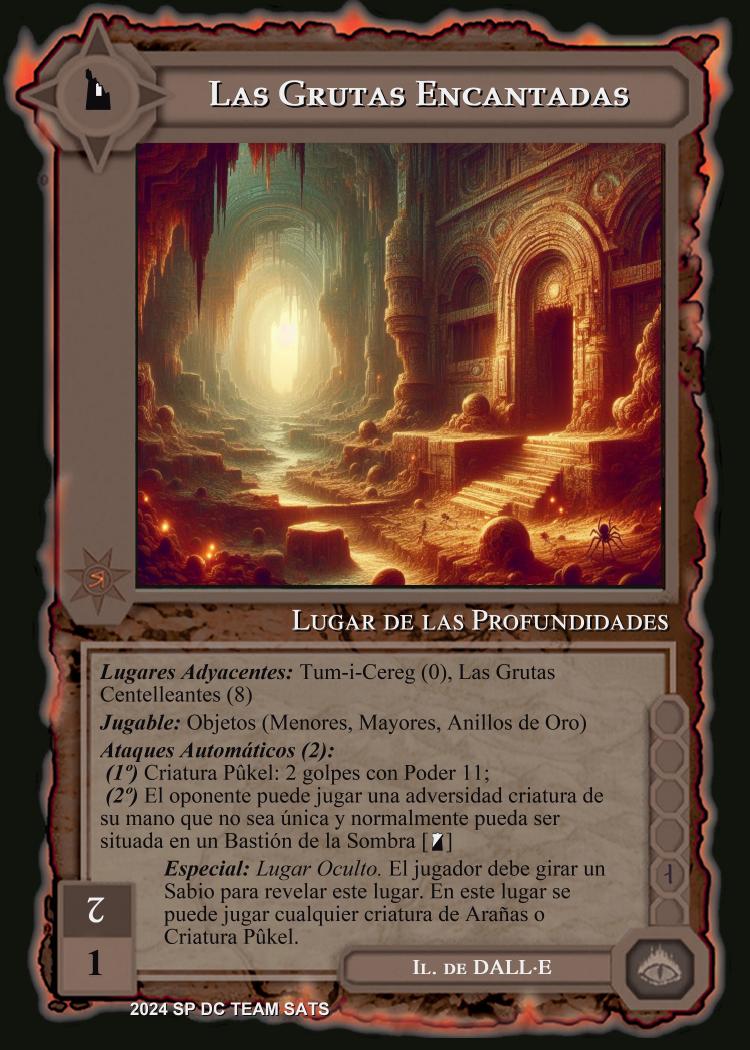 Las Grutas Encantadas
Lugar de las Profundidades
Lugares Adyacentes: Tum-i-Cereg (0), Las Grutas
Centelleantes (8)
Jugable: Objetos (Menores, Mayores, Anillos de Oro)
Ataques Automáticos (2):
(1º) Criatura Pûkel: 2 golpes con Poder 11;
(2º) El oponente puede jugar una adversidad criatura de
su mano que no sea única y normalmente pueda ser
situada en un Bastión de la Sombra [ ]
Especial: Lugar Oculto. El jugador debe girar un
Sabio para revelar este lugar. En este lugar se
puede jugar cualquier criatura de Arañas o
Criatura Pûkel.
2
1
Il. de DALL·E
2024 SP DC TEAM SATS